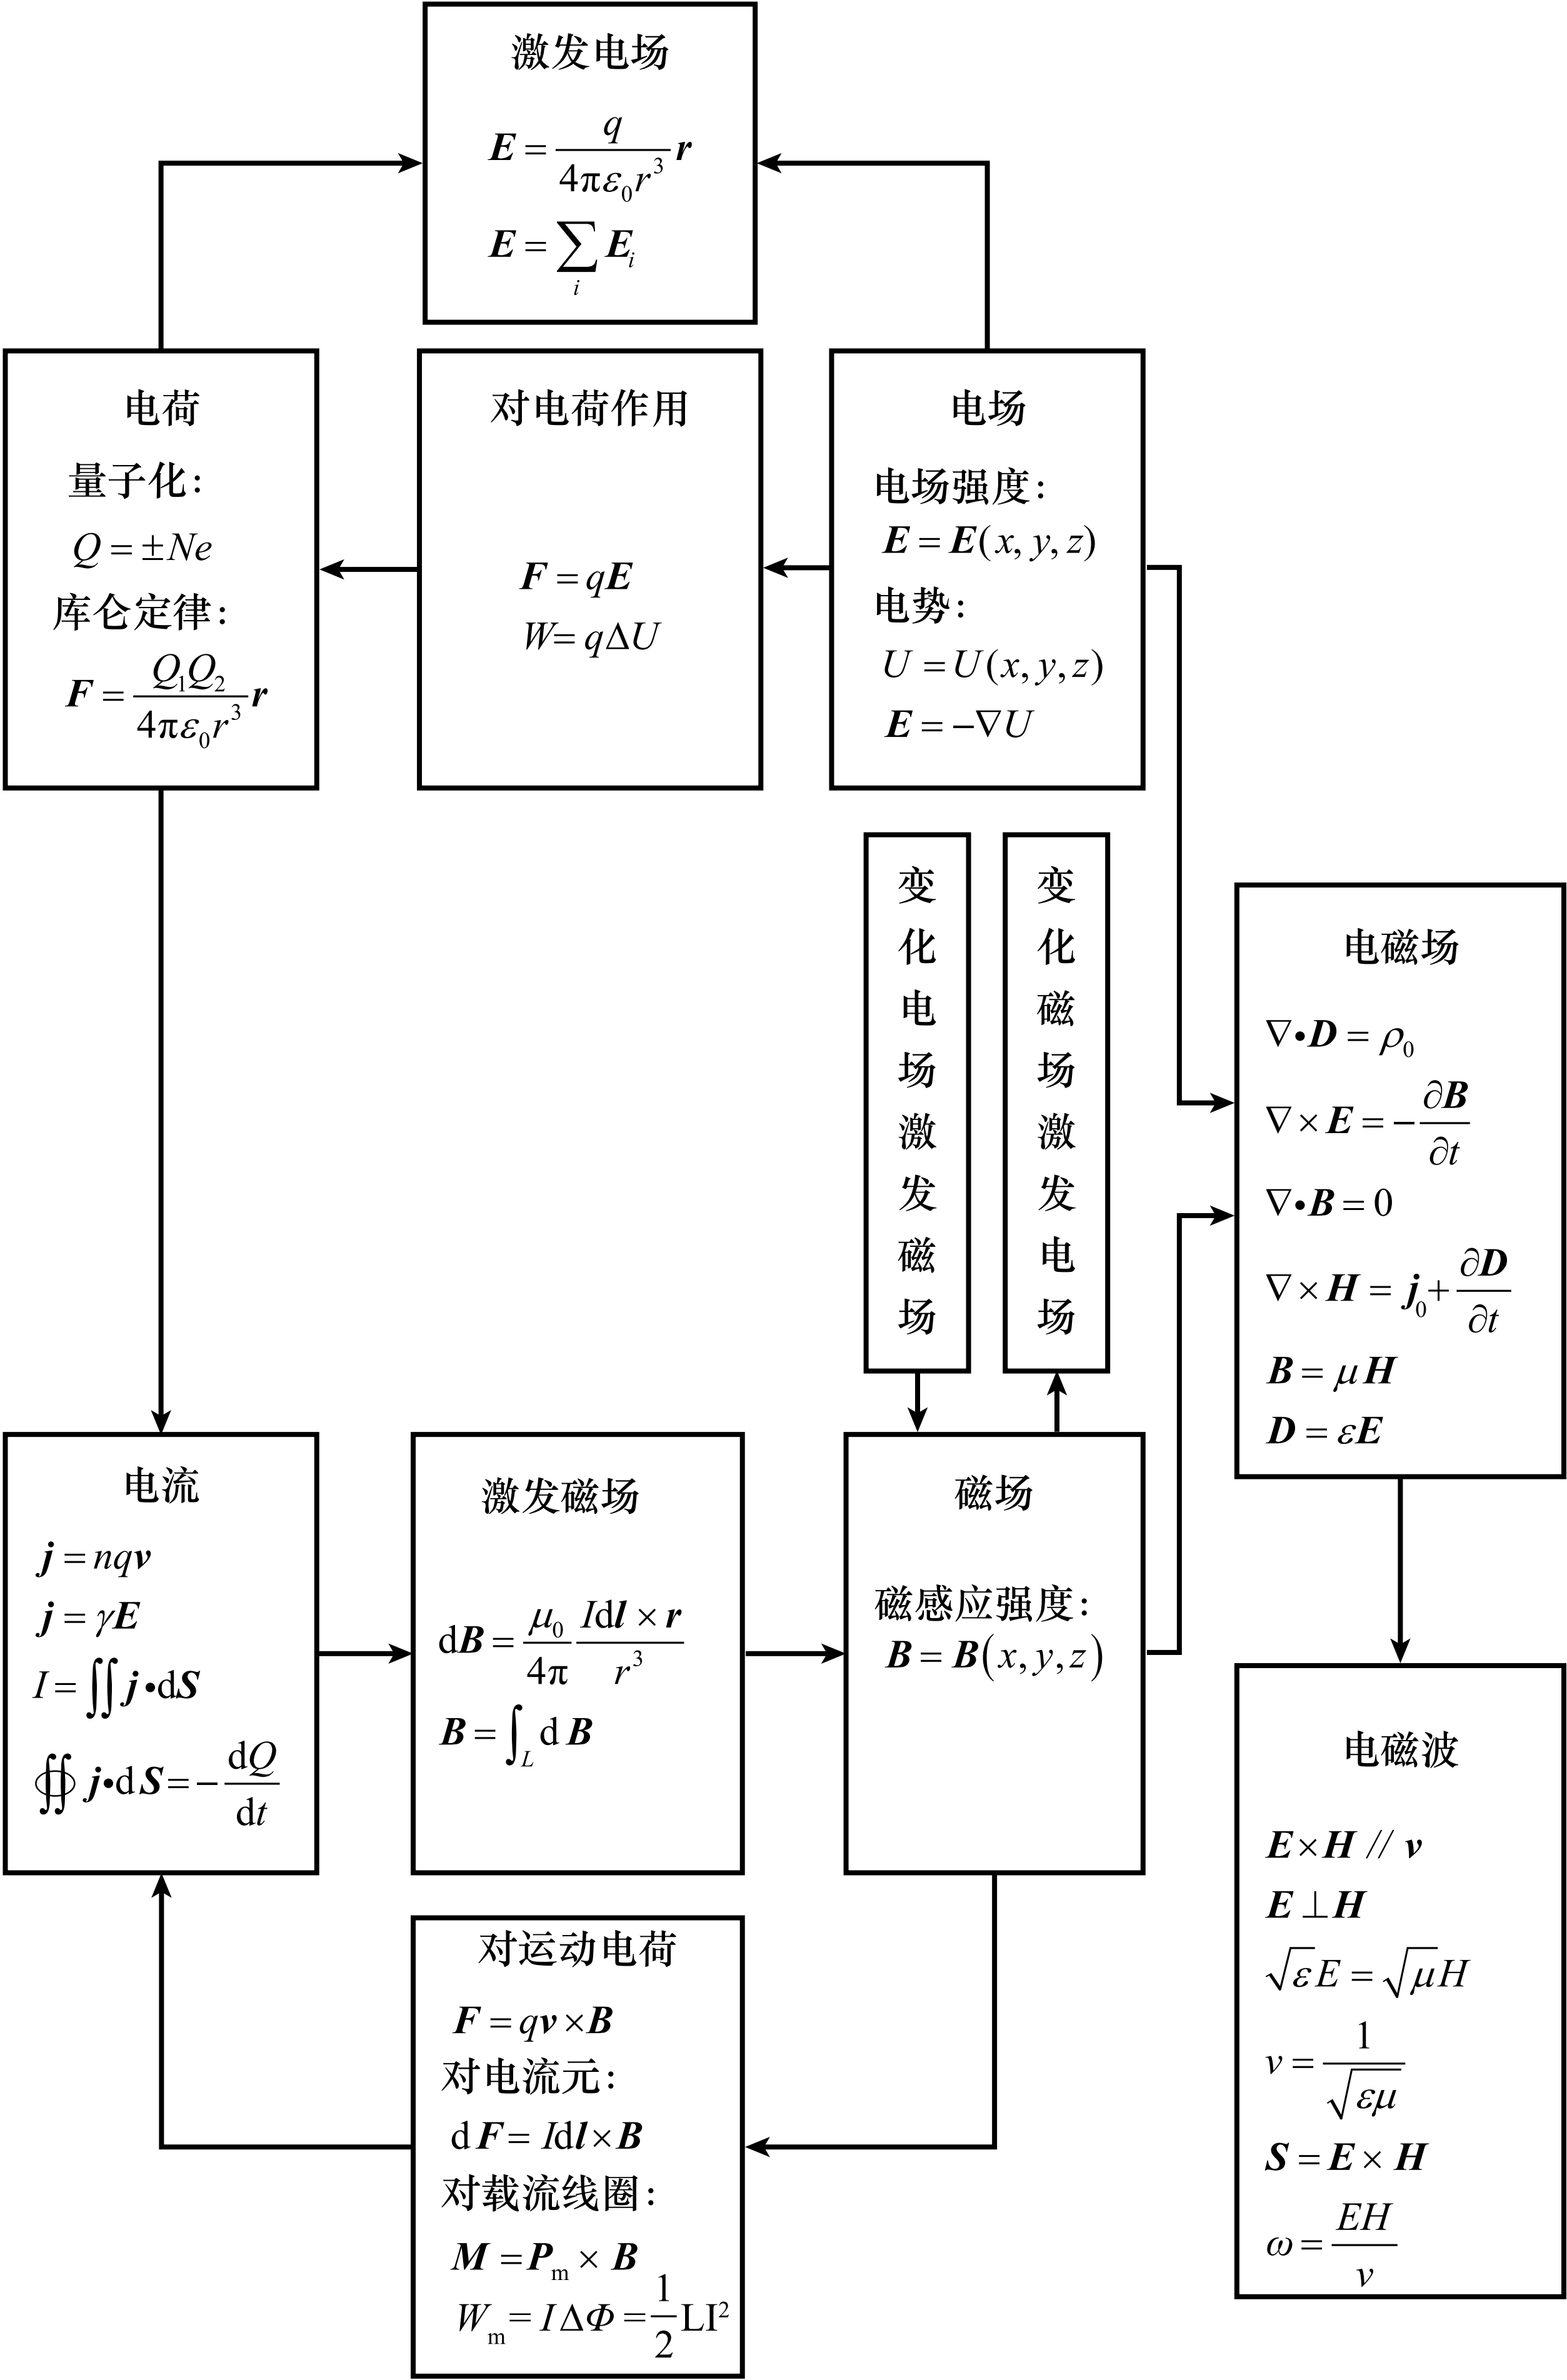 激发电场
E = q/4πε₀r³ r
E = ∑ᵢ Eᵢ
电荷
量子化:
Q = ±Ne
库仑定律:
F = Q₁Q₂/4πε₀r³ r
对电荷作用
F = qE
W = qΔU
电场
电场强度:
E = E(x, y, z)
电势:
U = U(x, y, z)
E = −∇U
变化电场激发磁场
变化磁场激发电场
电磁场
∇•D = ρ₀
∇×E = −∂B/∂t
∇•B = 0
∇×H = j₀+∂D/∂t
B = μH
D = εE
电流
j = nqv
j = γE
I = ∬ j•dS
∯ j•dS = −dQ/dt
激发磁场
dB = μ₀/4π Idl×r/r³
B = ∫_L dB
磁场
磁感应强度:
B = B(x, y, z)
对运动电荷
F = qv×B
对电流元:
dF = Idl×B
对载流线圈:
M = Pₘ × B
Wₘ = IΔΦ = 1/2 LI²
电磁波
E×H // v
E⊥H
√εE = √μH
v = 1/√εμ
S = E × H
ω = EH/v